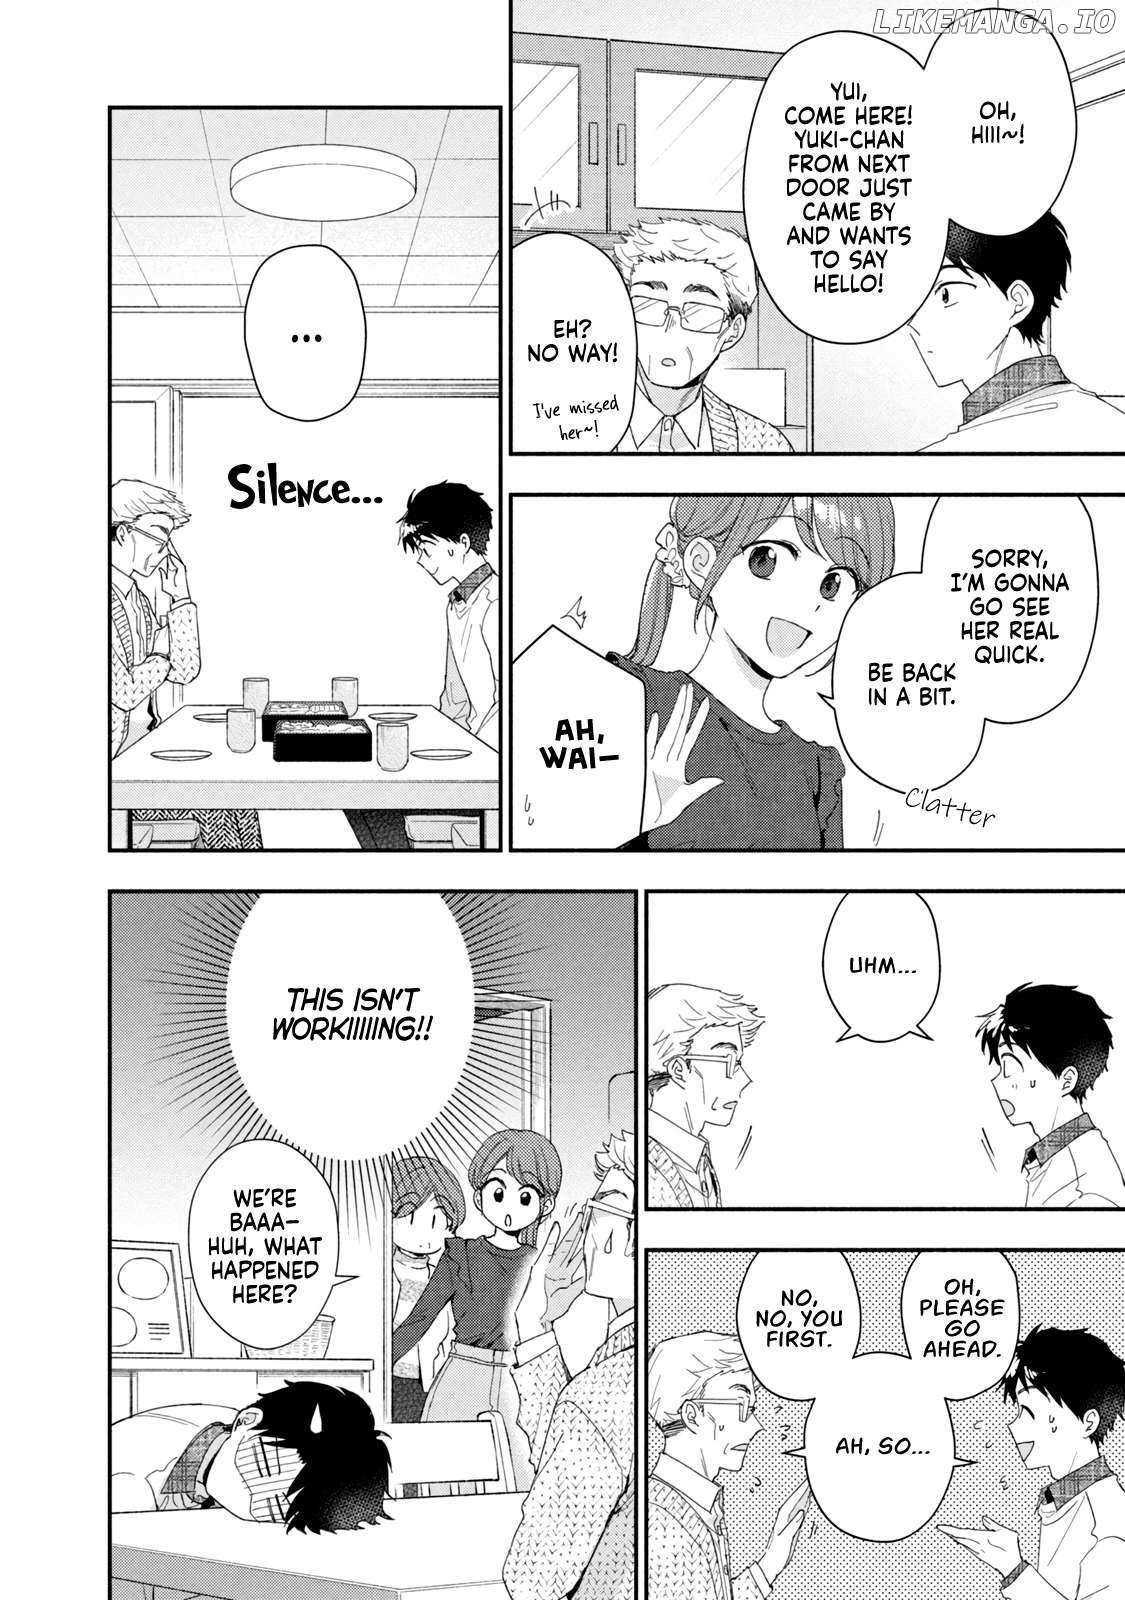 LIKEMANGA.IO
OH,
HIII~!
YUI,
COME HERE!
YUKI-CHAN
FROM NEXT
DOOR JUST
CAME BY
AND WANTS
TO SAY
HELLO!
EH?
NO WAY!
I've missed
her~!
SORRY,
I'M GONNA
GO SEE
HER REAL
QUICK.
BE BACK
IN A BIT.
Clatter
AH,
WAI—
...
Silence...
UHM...
OH,
PLEASE
GO
AHEAD.
NO,
NO, YOU
FIRST.
AH, SO...
THIS ISN'T
WORKIIIIING!!
WE'RE
BAAA—
HUH, WHAT
HAPPENED
HERE?